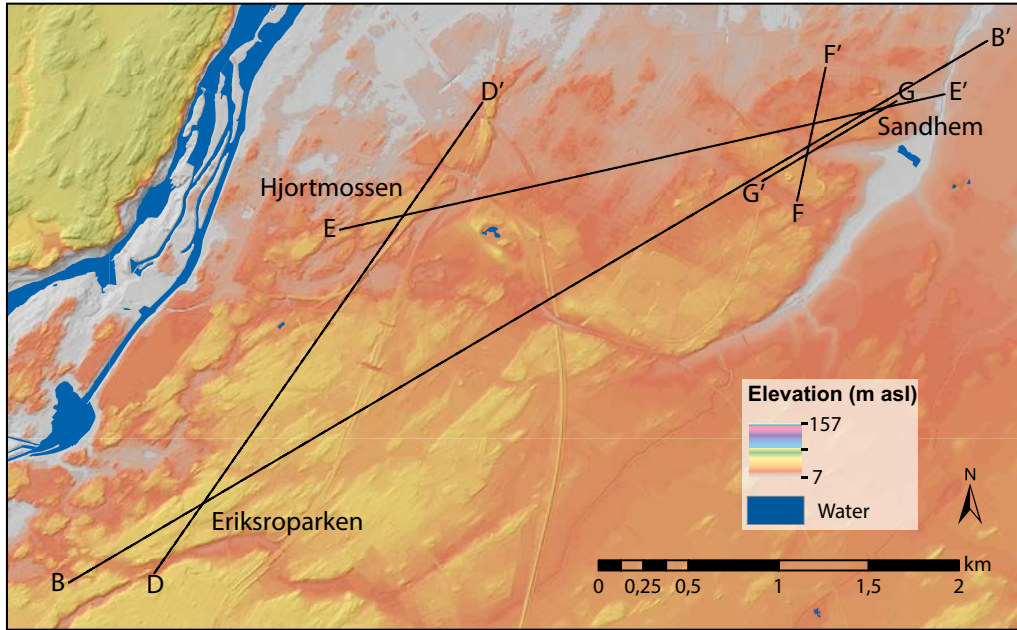 F'
B'
D'
G
E'
Sandhem
Hjortmossen
G'
E
F
Elevation (m asl)
157
7
Water
N
Eriksroparken
B
D
km
0
0,25
0,5
1
1,5
2